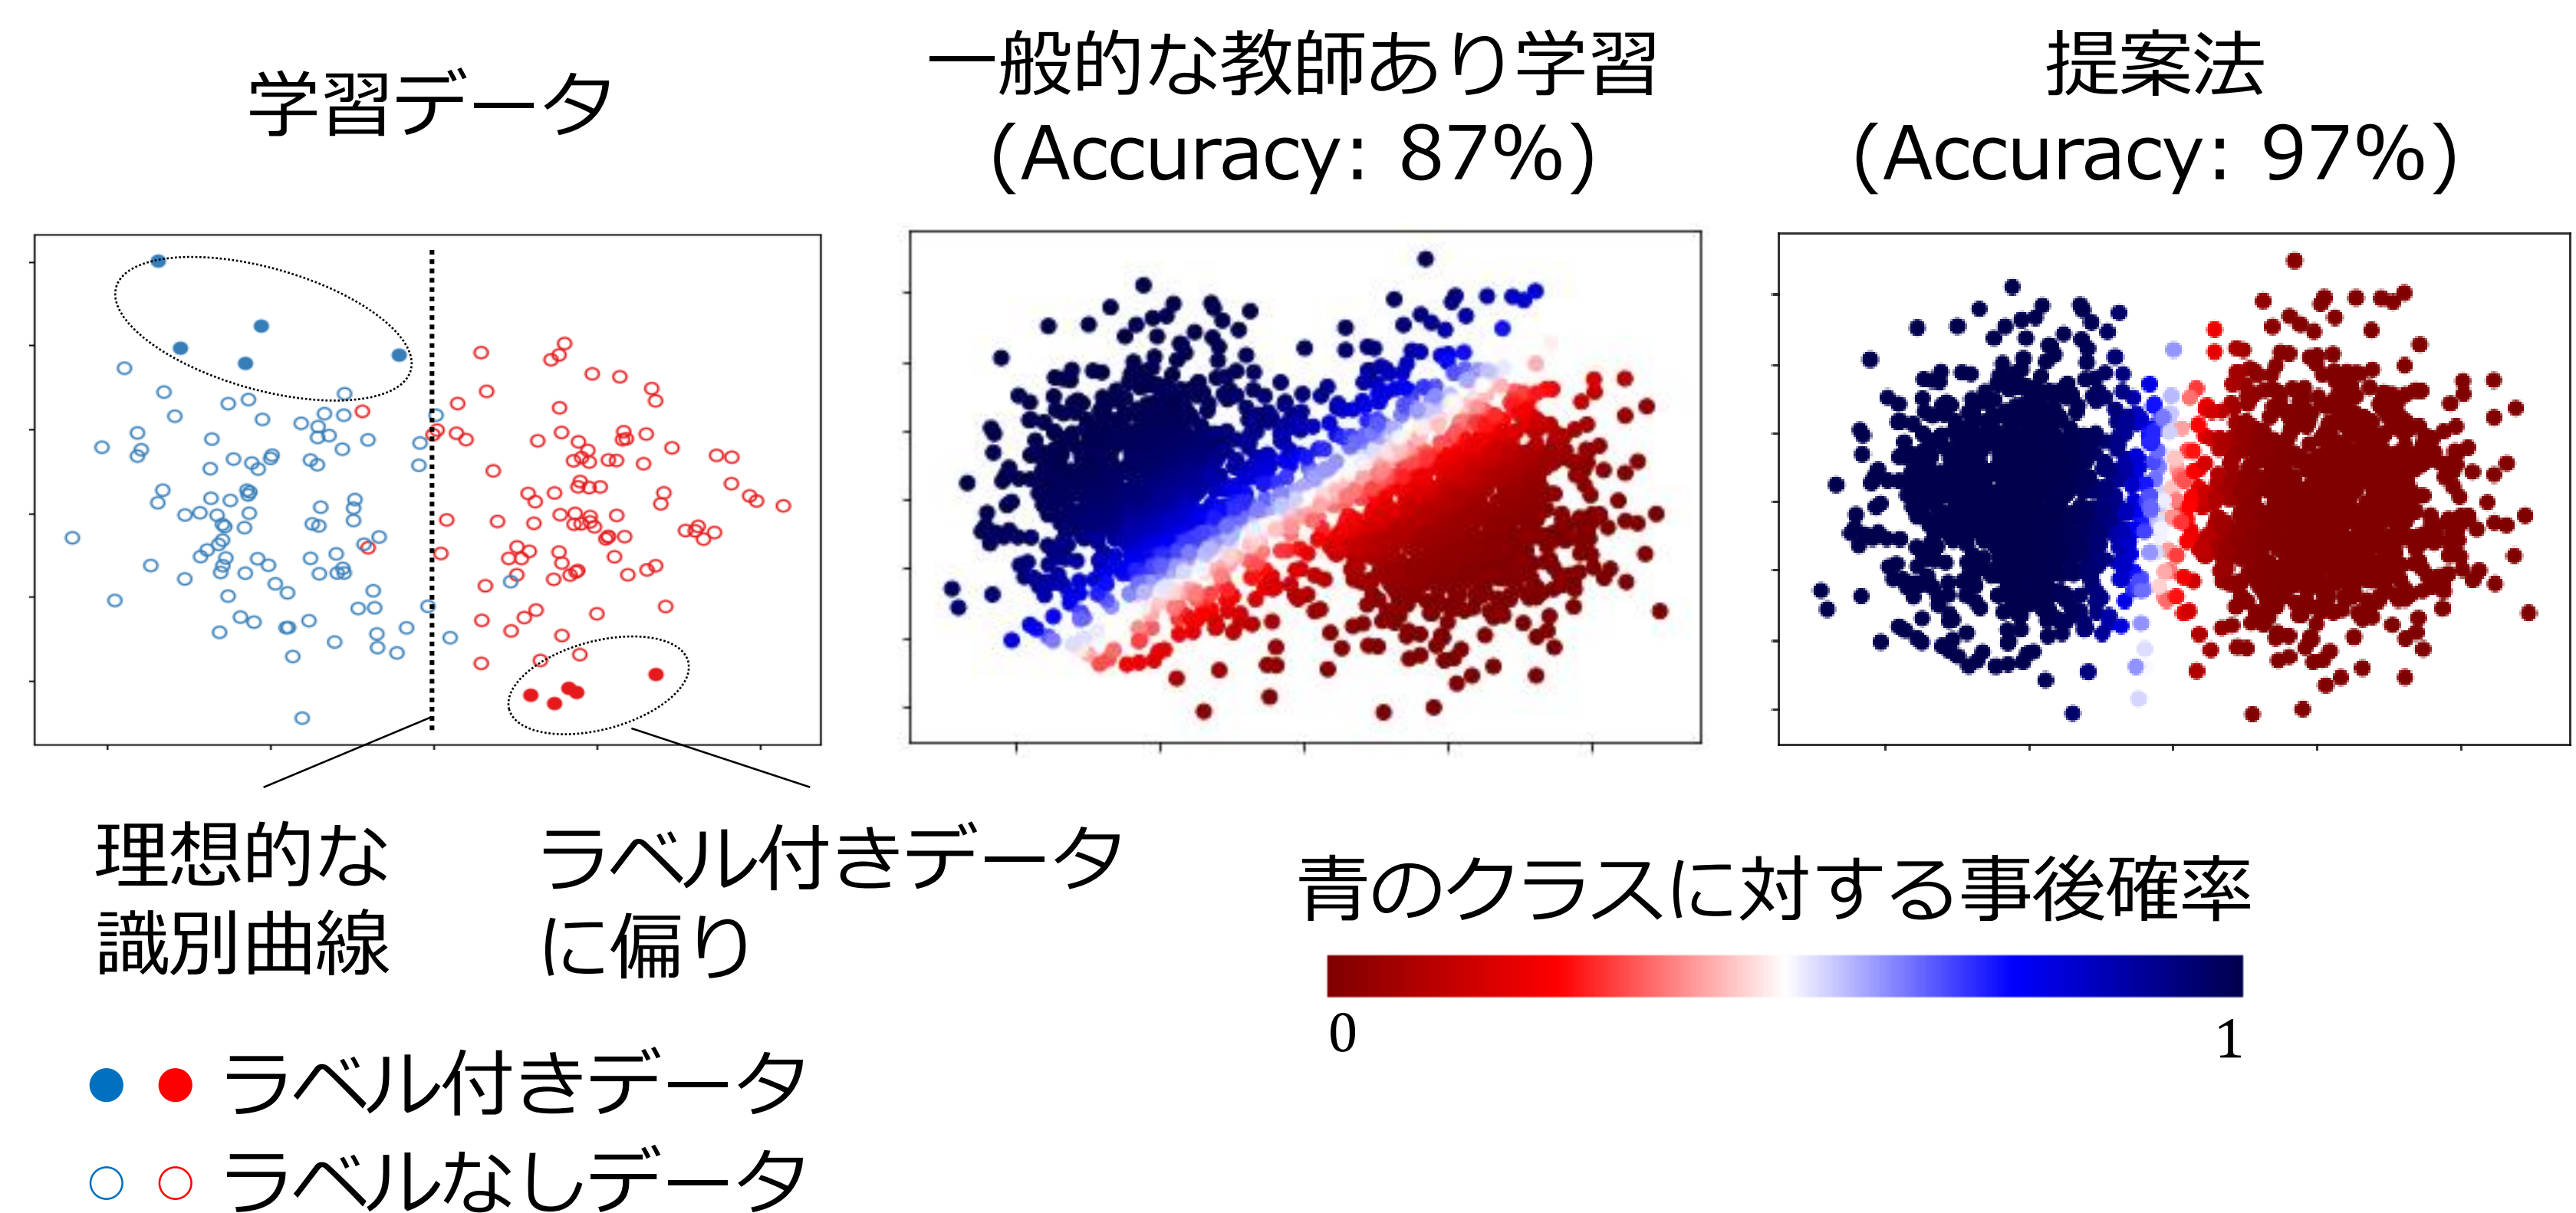 学習データ
一般的な教師あり学習
(Accuracy: 87%)
提案法
(Accuracy: 97%)
理想的な
識別曲線
ラベル付きデータ
に偏り
ラベル付きデータ
ラベルなしデータ
青のクラスに対する事後確率
0
1